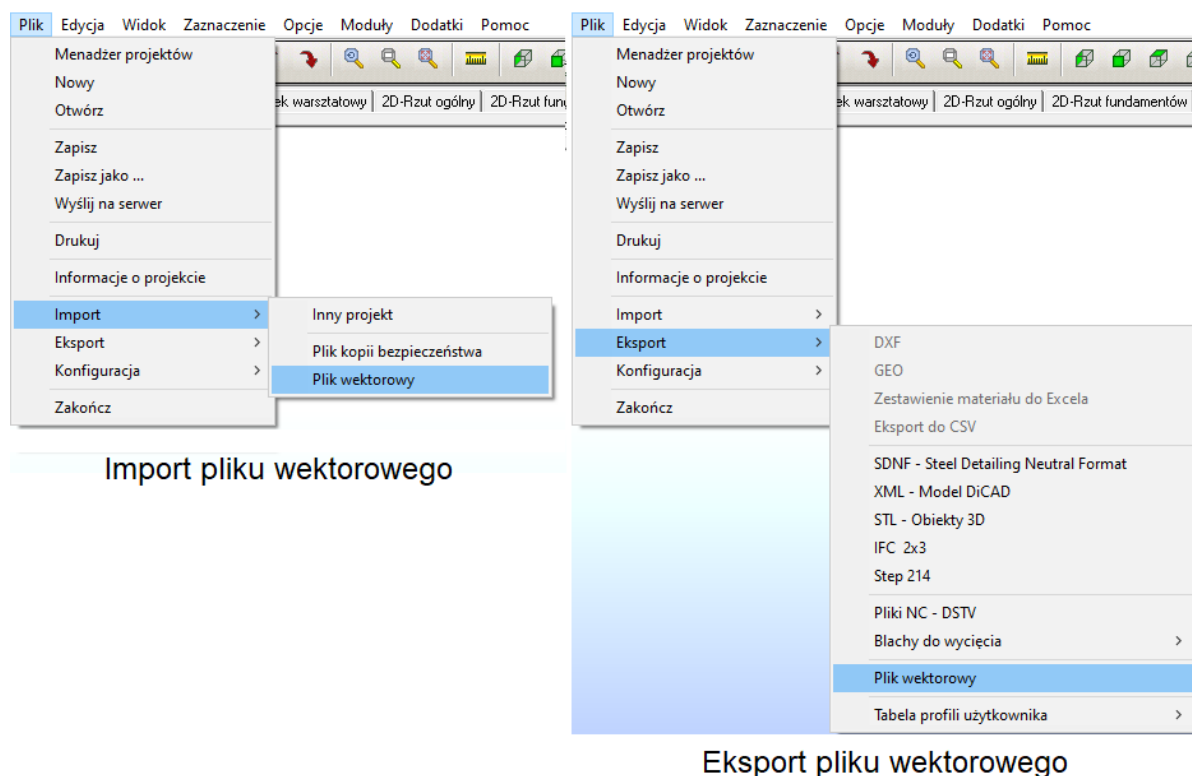 Plik Edycja Widok Zaznaczenie Opcje Moduły Dodatki Pomoc
Menadżer projektów
Nowy
Otwórz
Zapisz
Zapisz jako ...
Wyślij na serwer
Drukuj
Informacje o projekcie
Import
Eksport
Konfiguracja
Zakończ
warsztatowy 2D-Rzut ogólny 2D-Rzut
Inny projekt
Plik kopii bezpieczeństwa
Plik wektorowy
Import pliku wektorowego
Plik Edycja Widok Zaznaczenie Opcje Moduły Dodatki Pomoc
Menadżer projektów
Nowy
Otwórz
Zapisz
Zapisz jako ...
Wyślij na serwer
Drukuj
Informacje o projekcie
Import
Eksport
Konfiguracja
Zakończ
warsztatowy 2D-Rzut ogólny 2D-Rzut fundamentów
DXF
GEO
Zestawienie materiału do Excela
Eksport do CSV
SDNF - Steel Detailing Neutral Format
XML - Model DiCAD
STL - Obiekty 3D
IFC 2x3
Step 214
Pliki NC - DSTV
Blachy do wycięcia
Plik wektorowy
Tabela profili użytkownika
Eksport pliku wektorowego